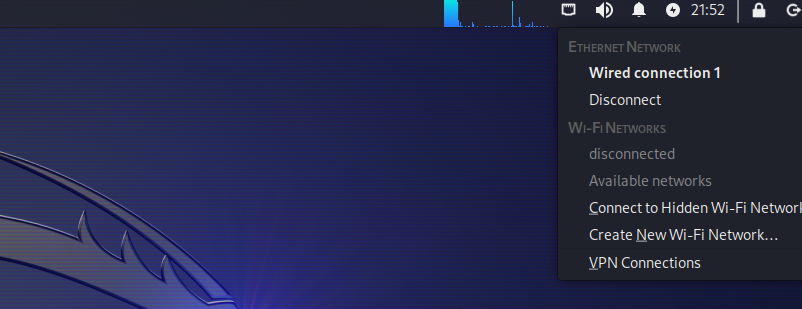 21:52
Ethernet Network
Wired connection 1
Disconnect
Wi-Fi Networks
disconnected
Available networks
Connect to Hidden Wi-Fi Network
Create New Wi-Fi Network...
VPN Connections